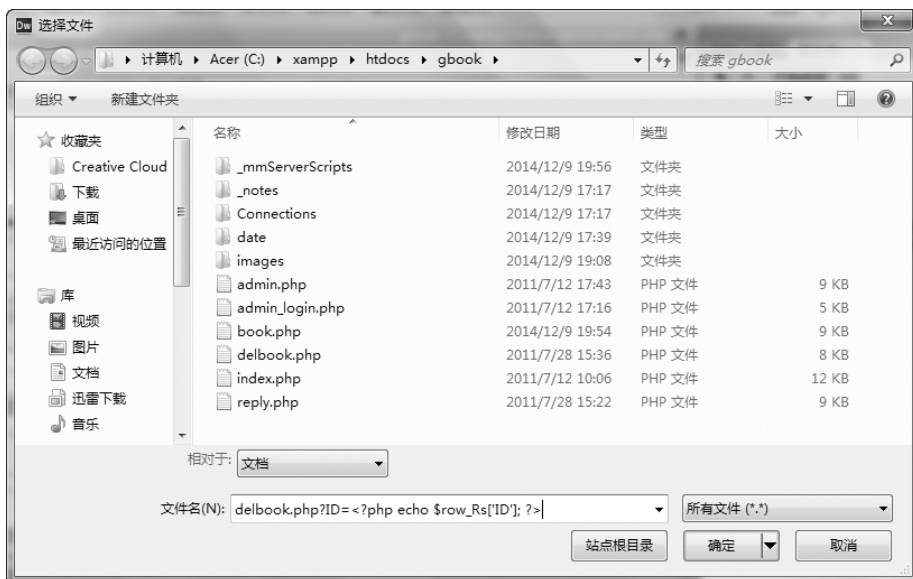 Dw 选择文件
计算机 Acer (C:) xampp htdocs gbook 搜索 gbook
组织 新建文件夹
收藏夹
Creative Cloud
下载
桌面
最近访问的位置
库
视频
图片
文档
迅雷下载
音乐
名称 修改日期 类型 大小
_mmServerScripts 2014/12/9 19:56 文件夹
_notes 2014/12/9 17:17 文件夹
Connections 2014/12/9 17:17 文件夹
date 2014/12/9 17:39 文件夹
images 2014/12/9 19:08 文件夹
admin.php 2011/7/12 17:43 PHP 文件 9 KB
admin_login.php 2011/7/12 17:16 PHP 文件 5 KB
book.php 2014/12/9 19:54 PHP 文件 9 KB
delbook.php 2011/7/28 15:36 PHP 文件 8 KB
index.php 2011/7/12 10:06 PHP 文件 12 KB
reply.php 2011/7/28 15:22 PHP 文件 9 KB
相对于: 文档
文件名(N): delbook.php?ID=<?php echo $row_Rs['ID']; ?> 所有文件 (*.*)
站点根目录 确定 取消